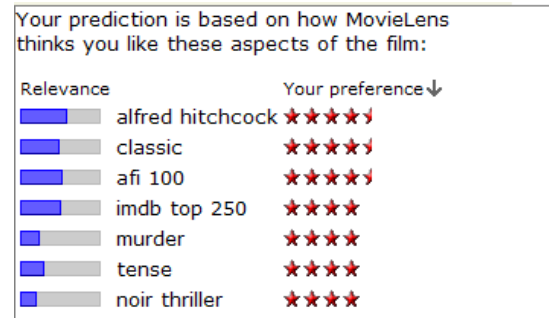 Your prediction is based on how MovieLens
thinks you like these aspects of the film:
Relevance Your preference
alfred hitchcock
classic
afi 100
imdb top 250
murder
tense
noir thriller